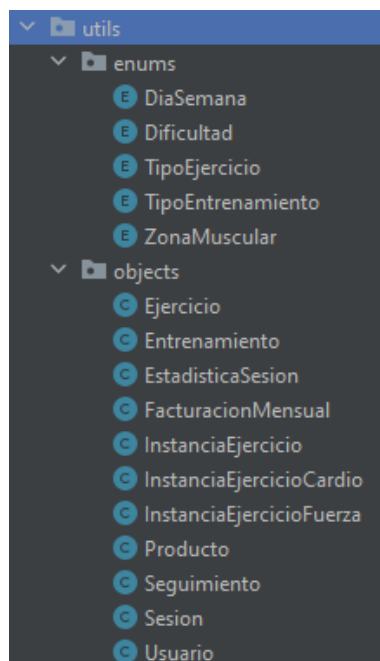 utils
enums
E DiaSemana
E Dificultad
E TipoEjercicio
E TipoEntrenamiento
E ZonaMuscular
objects
C Ejercicio
C Entrenamiento
C EstadisticaSesion
C FacturacionMensual
C InstanciaEjercicio
C InstanciaEjercicioCardio
C InstanciaEjercicioFuerza
C Producto
C Seguimiento
C Sesion
C Usuario